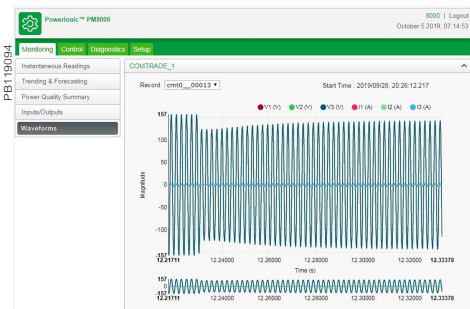 Powerlogic™ PM8000
8000 | Logout
October 5 2019, 07:14:53
Monitoring Control Diagnostics Setup
PB119094
Instantaneous Readings
Trending & Forecasting
Power Quality Summary
Inputs/Outputs
Waveforms
COMTRADE_1
Record cmt0__00013
Start Time : 2019/09/28, 20:26:12.217
V1 (V) V2 (V) V3 (V) I1 (A) I2 (A) I3 (A)
Magnitude
157
100
50
0
-50
-100
-157
12.21711 12.24000 12.26000 12.28000 12.30000 12.32000 12.33378
Time (s)
157
0
-157
12.21711 12.24000 12.26000 12.28000 12.30000 12.32000 12.33378